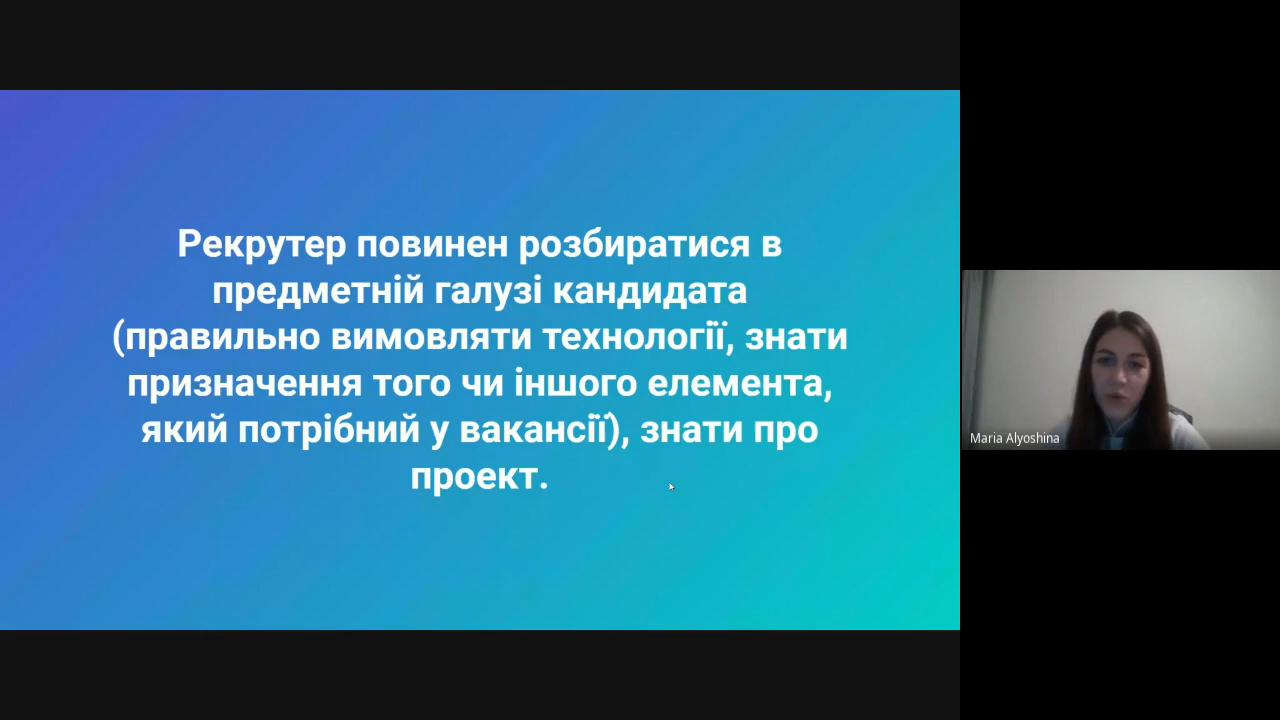 Рекрутер повинен розбиратися в
предметній галузі кандидата
(правильно вимовляти технології, знати
призначення того чи іншого елемента,
який потрібний у вакансії), знати про
проект.
Maria Alyoshina